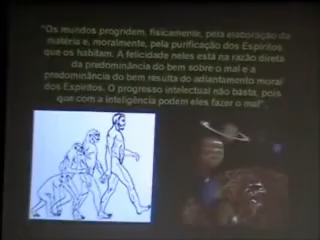 "Os mundos progridem, fisicamente, pela elaboração da
matéria e, moralmente, pela purificação dos Espíritos
que os habitam. A felicidade neles está na razão direta
da predominância do bem sobre o mal e a
predominância do bem resulta do adiantamento moral
dos Espíritos. O progresso intelectual não basta, pois
que com a inteligência podem eles fazer o mal".